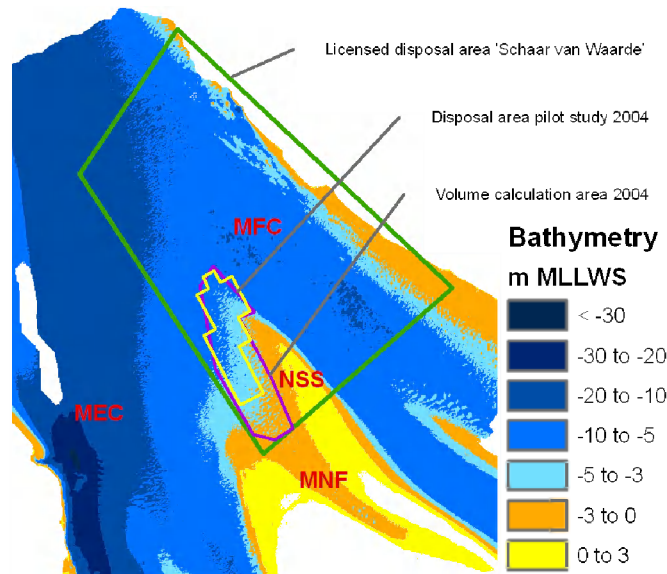 Licensed disposal area 'Schaar van Waarde'
Disposal area pilot study 2004
Volume calculation area 2004
MFC
NSS
MEC
MNF
Bathymetry
m MLLWS
< -30
-30 to -20
-20 to -10
-10 to -5
-5 to -3
-3 to 0
0 to 3